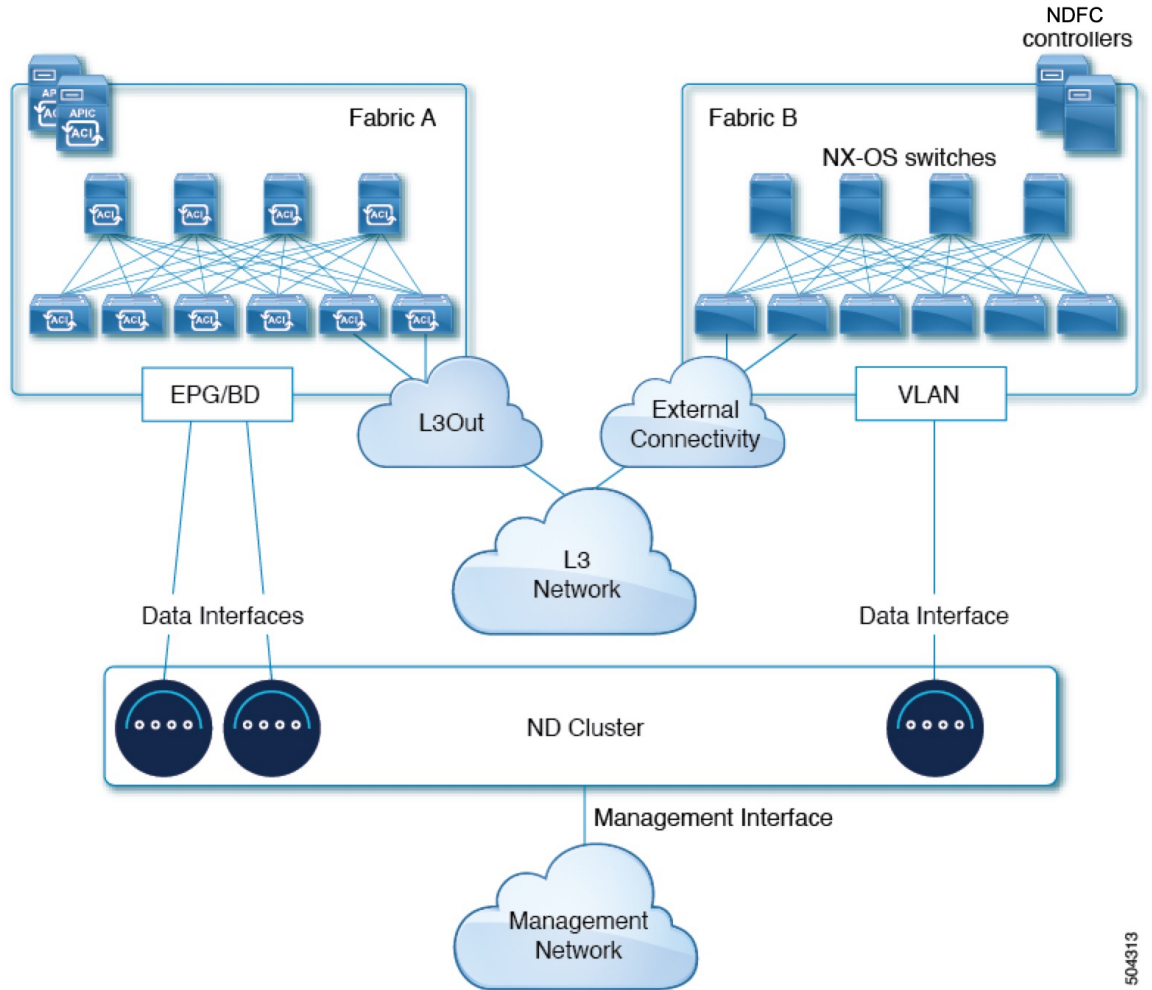 NDFC
controllers
AP
AC
APIC
ACI
Fabric A
Fabric B
NX-OS switches
ACI
ACI
ACI
ACI
ACI
ACI
ACI
ACI
ACI
ACI
EPG/BD
L3Out
External
Connectivity
VLAN
L3
Network
Data Interfaces
Data Interface
ND Cluster
Management Interface
Management
Network
504313